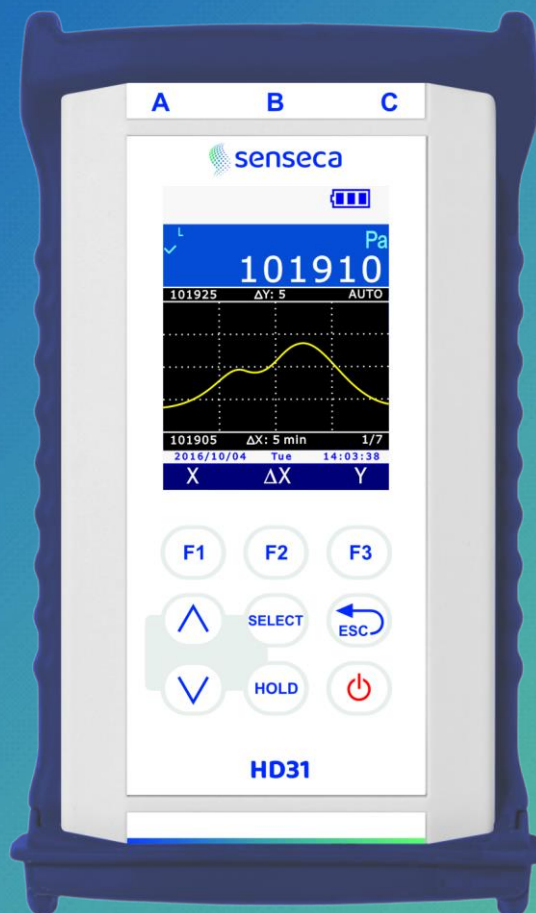 A B C
senseca
L Pa
101910
101925 ΔY: 5 AUTO
101905 ΔX: 5 min 1/7
2016/10/04 Tue 14:03:38
X ΔX Y
F1 F2 F3
SELECT ESC
HOLD
HD31